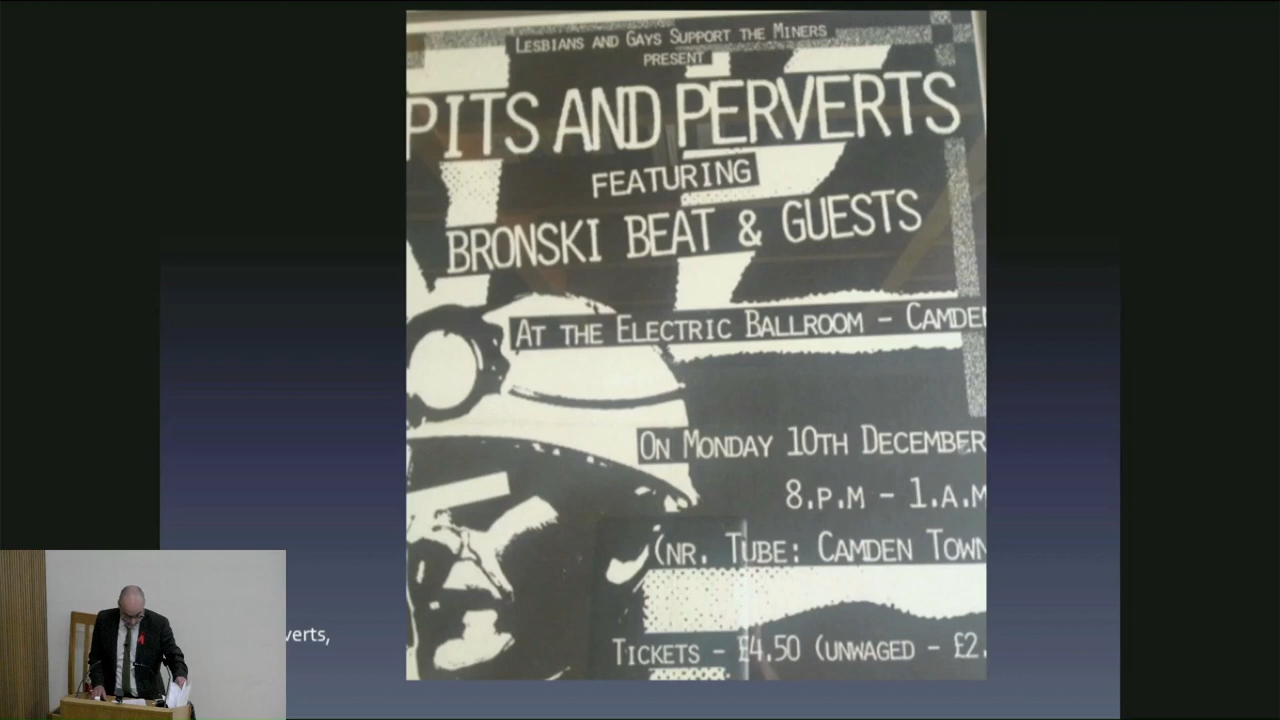 LESBIANS AND GAYS SUPPORT THE MINERS
PRESENT
PITS AND PERVERTS
FEATURING
BRONSKI BEAT & GUESTS
AT THE ELECTRIC BALLROOM – CAMDEN
ON MONDAY 10TH DECEMBER
8.P.M – 1.A.M
(NR. TUBE: CAMDEN TOWN
TICKETS – £4.50 (UNWAGED – £2.
verts,